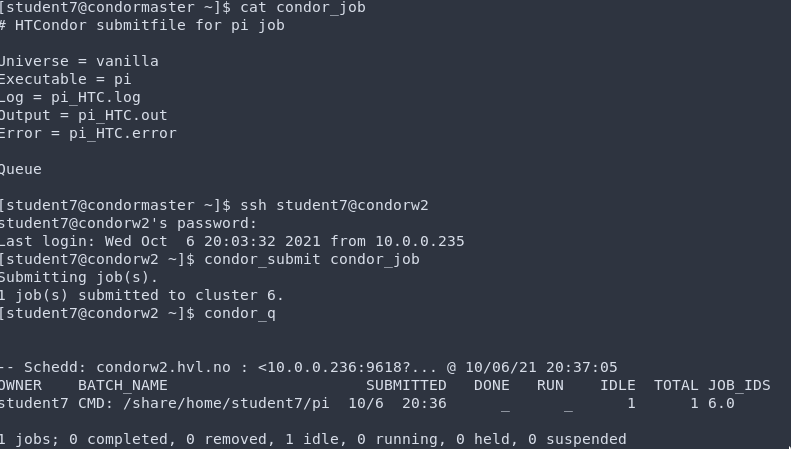 [student7@condormaster ~]$ cat condor_job
# HTCondor submitfile for pi job
Universe = vanilla
Executable = pi
Log = pi_HTC.log
Output = pi_HTC.out
Error = pi_HTC.error
Queue
[student7@condormaster ~]$ ssh student7@condorw2
student7@condorw2's password:
Last login: Wed Oct  6 20:03:32 2021 from 10.0.0.235
[student7@condorw2 ~]$ condor_submit condor_job
Submitting job(s).
1 job(s) submitted to cluster 6.
[student7@condorw2 ~]$ condor_q
-- Schedd: condorw2.hvl.no : <10.0.0.236:9618?... @ 10/06/21 20:37:05
OWNER    BATCH_NAME                      SUBMITTED   DONE   RUN    IDLE  TOTAL JOB_IDS
student7 CMD: /share/home/student7/pi  10/6  20:36      _      _      1      1 6.0
1 jobs; 0 completed, 0 removed, 1 idle, 0 running, 0 held, 0 suspended